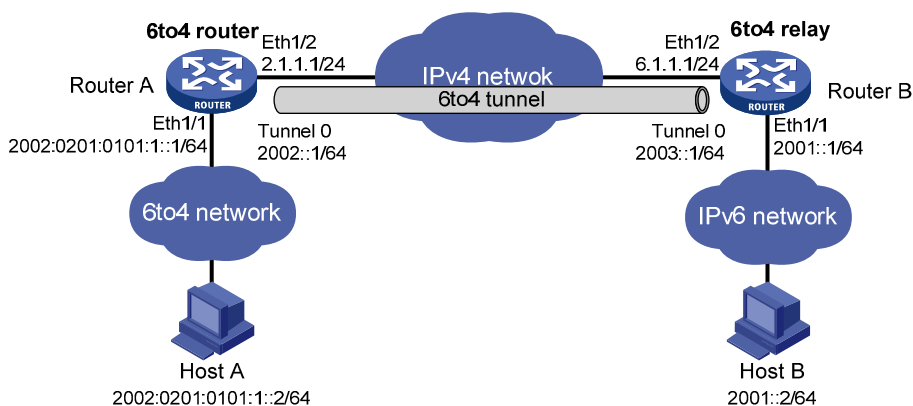 6to4 router
6to4 relay
Eth1/2
2.1.1.1/24
Eth1/2
6.1.1.1/24
Router A
ROUTER
IPv4 netwok
6to4 tunnel
ROUTER
Router B
Eth1/1
2002:0201:0101:1::1/64
Tunnel 0
2002::1/64
Tunnel 0
2003::1/64
Eth1/1
2001::1/64
6to4 network
IPv6 network
Host A
2002:0201:0101:1::2/64
Host B
2001::2/64